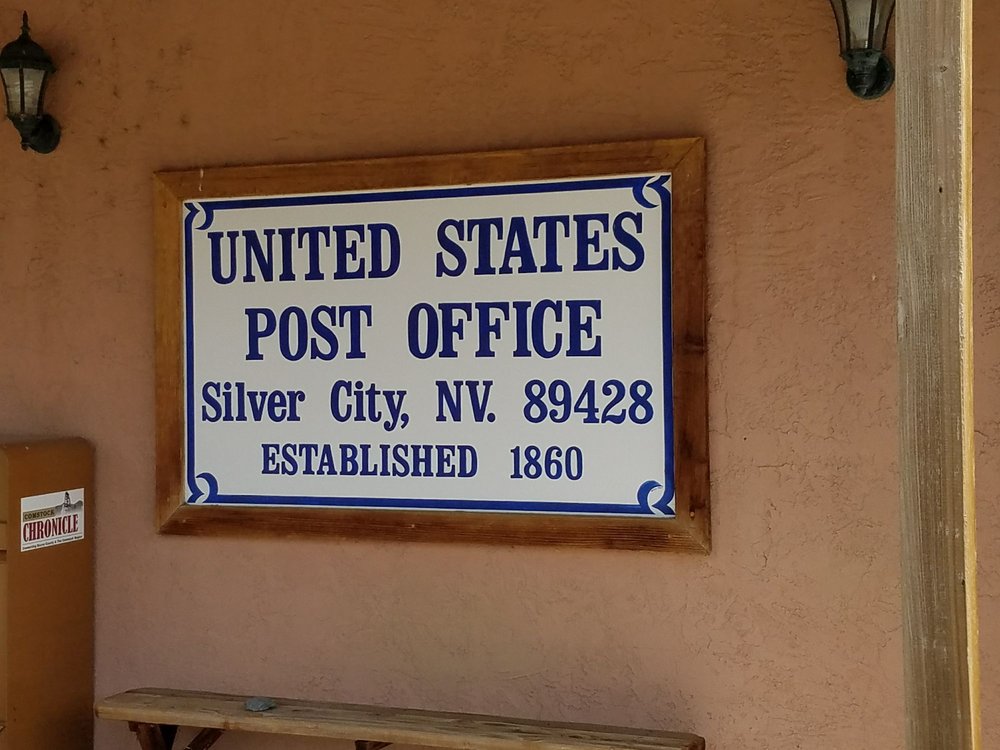 UNITED STATES
POST OFFICE
Silver City, NV. 89428
ESTABLISHED 1860
COMSTOCK
CHRONICLE